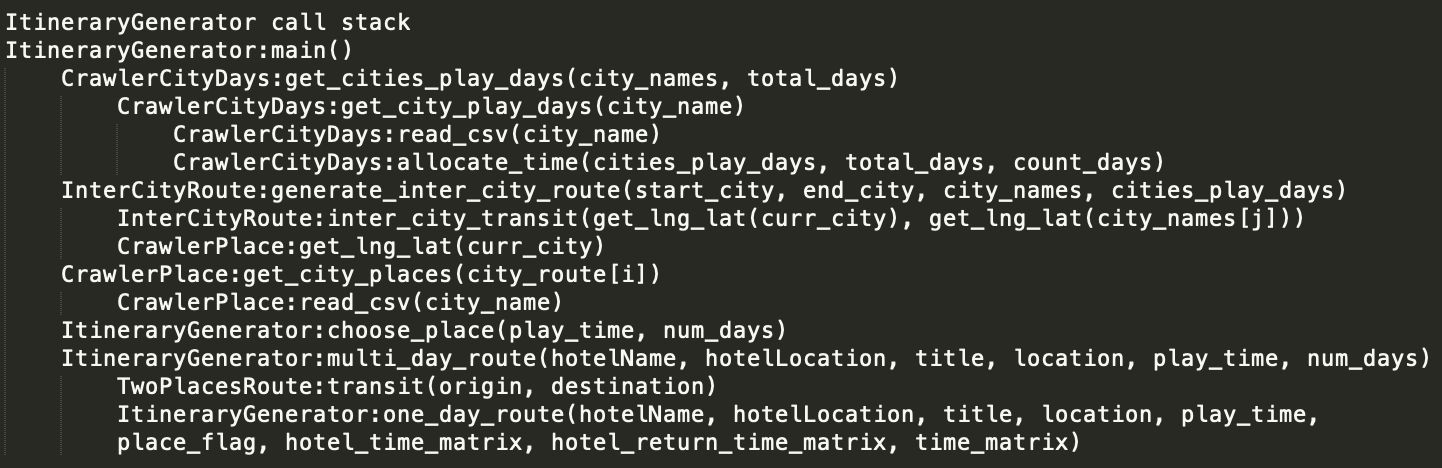 ItineraryGenerator call stack
ItineraryGenerator:main()
CrawlerCityDays:get_cities_play_days(city_names, total_days)
CrawlerCityDays:get_city_play_days(city_name)
CrawlerCityDays:read_csv(city_name)
CrawlerCityDays:allocate_time(cities_play_days, total_days, count_days)
InterCityRoute:generate_inter_city_route(start_city, end_city, city_names, cities_play_days)
InterCityRoute:inter_city_transit(get_lng_lat(curr_city), get_lng_lat(city_names[j]))
CrawlerPlace:get_lng_lat(curr_city)
CrawlerPlace:get_city_places(city_route[i])
CrawlerPlace:read_csv(city_name)
ItineraryGenerator:choose_place(play_time, num_days)
ItineraryGenerator:multi_day_route(hotelName, hotelLocation, title, location, play_time, num_days)
TwoPlacesRoute:transit(origin, destination)
ItineraryGenerator:one_day_route(hotelName, hotelLocation, title, location, play_time,
place_flag, hotel_time_matrix, hotel_return_time_matrix, time_matrix)